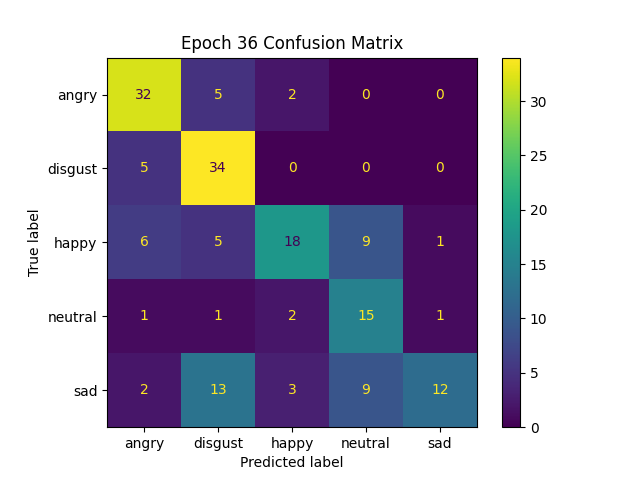 Epoch 36 Confusion Matrix
angry 32 5 2 0 0
disgust 5 34 0 0 0
happy 6 5 18 9 1
neutral 1 1 2 15 1
sad 2 13 3 9 12
angry disgust happy neutral sad
Predicted label
True label
30
25
20
15
10
5
0